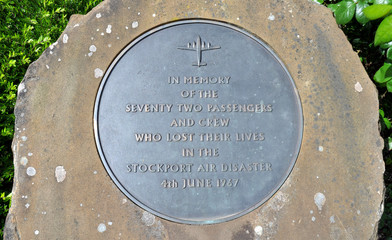 IN MEMORY
OF THE
SEVENTY TWO PASSENGERS
AND CREW
WHO LOST THEIR LIVES
IN THE
STOCKPORT AIR DISASTER
4th JUNE 1967